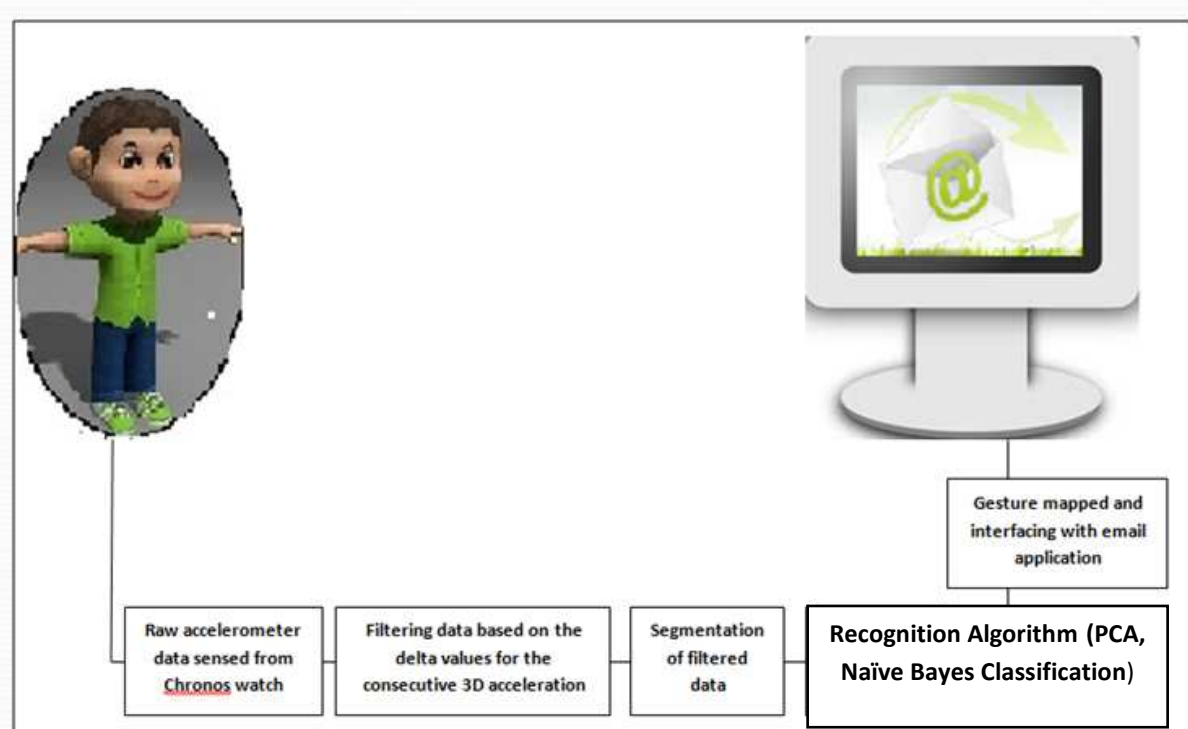 @
Gesture mapped and
interfacing with email
application
Raw accelerometer
data sensed from
Chronos watch
Filtering data based on the
delta values for the
consecutive 3D acceleration
Segmentation
of filtered
data
Recognition Algorithm (PCA,
Naïve Bayes Classification)